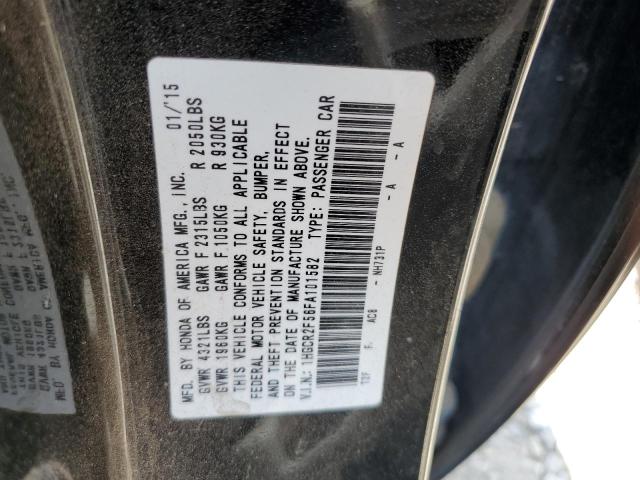 MFD. BY HONDA OF AMERICA MFG., INC. 01/'15
GVWR 4321LBS GAWR F 2315LBS R 2050LBS
GVWR 1960KG GAWR F 1050KG R 930KG
THIS VEHICLE CONFORMS TO ALL APPLICABLE
FEDERAL MOTOR VEHICLE SAFETY, BUMPER,
AND THEFT PREVENTION STANDARDS IN EFFECT
ON THE DATE OF MANUFACTURE SHOWN ABOVE.
V.I.N.: 1HGCR2F56FA101582 TYPE: PASSENGER CAR
F. AC8 - NH731P - A - A